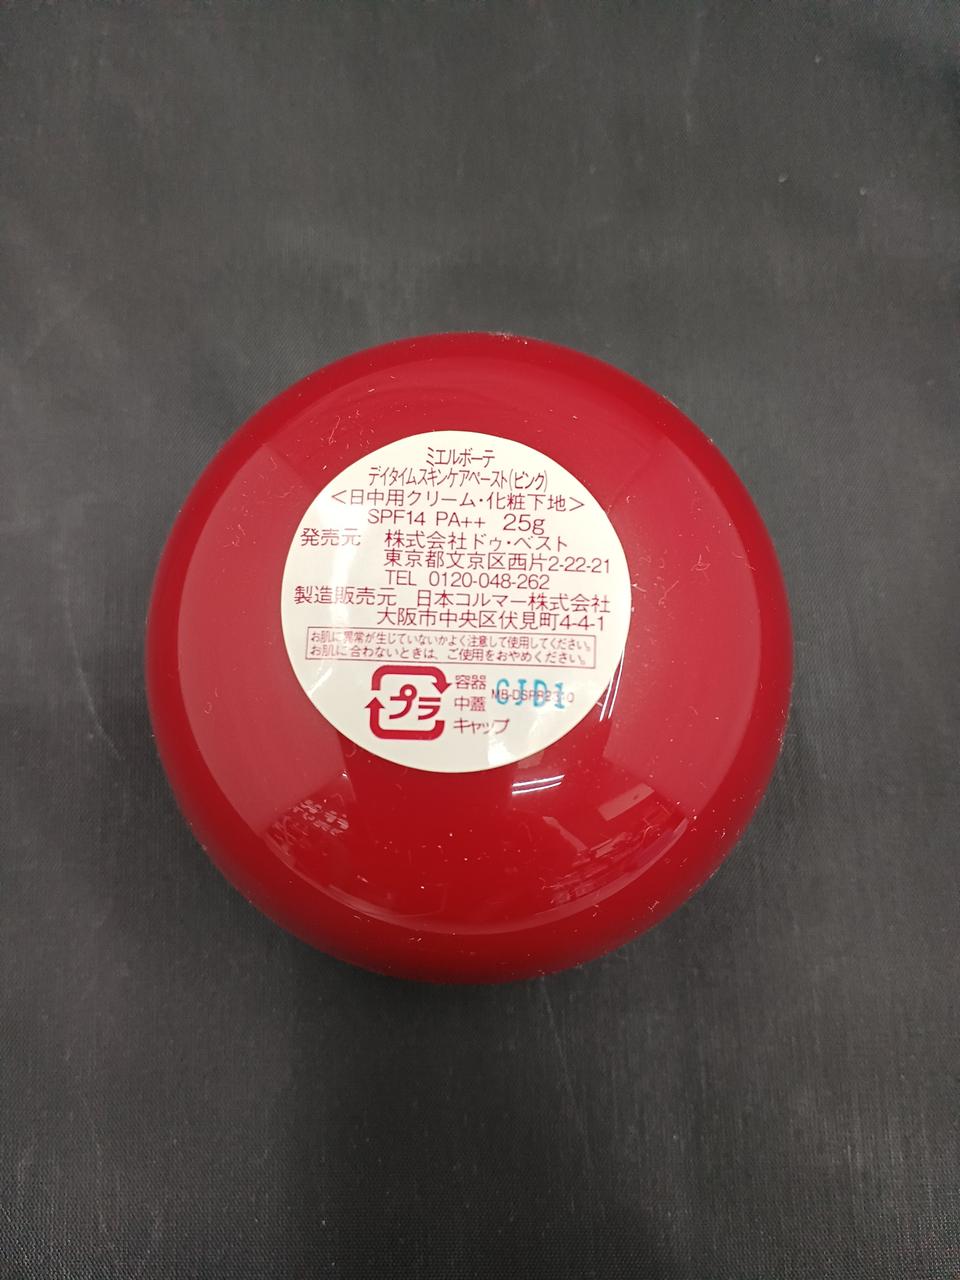 ミエルボーテ
デイタイムスキンケアペースト(ピンク)
<日中用クリーム・化粧下地>
SPF14 PA++ 25g
発売元 株式会社ドゥ・ベスト
東京都文京区西片2-22-21
TEL 0120-048-262
製造販売元 日本コルマー株式会社
大阪市中央区伏見町4-4-1
お肌に異常が生じていないかよく注意して使用してください。
お肌に合わないときは、ご使用をおやめください。
プラ
容器
中蓋
キャップ